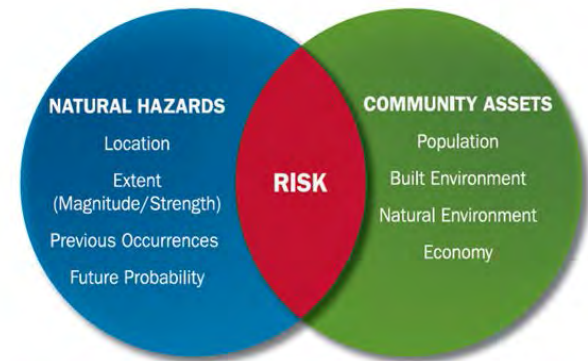 NATURAL HAZARDS
Location
Extent
(Magnitude/Strength)
Previous Occurrences
Future Probability
RISK
COMMUNITY ASSETS
Population
Built Environment
Natural Environment
Economy